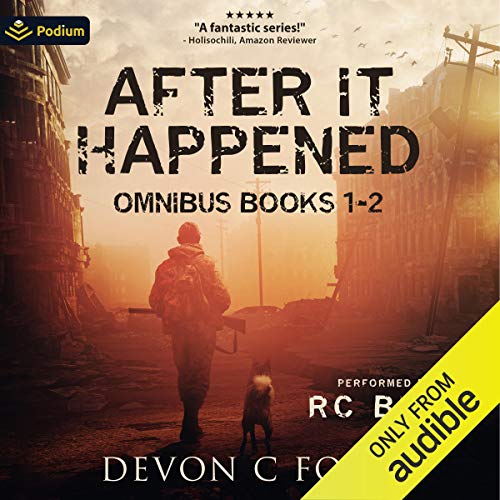 Podium
★★★★★
"A fantastic series!"
- Holisochili, Amazon Reviewer
AFTER IT
HAPPENED
OMNIBUS BOOKS 1-2
PERFORMED
RC
DEVON C
ONLY FROM
audible